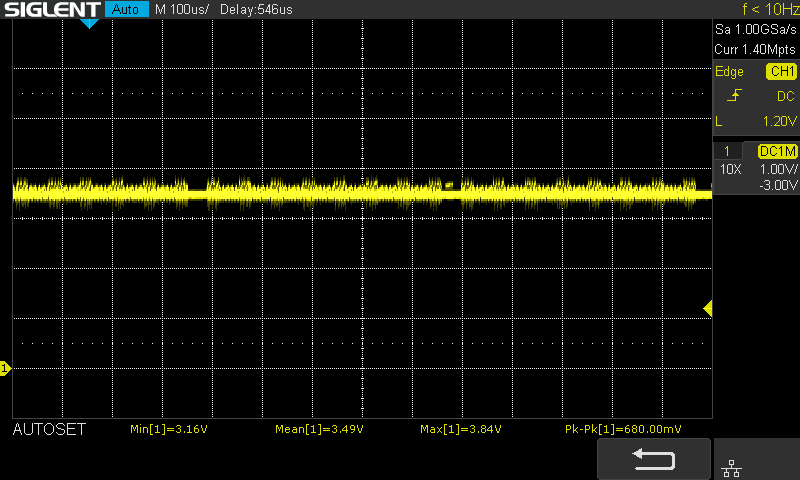 SIGLENT Auto M 100us/ Delay:546us f < 10Hz
Sa 1.00GSa/s
Curr 1.40Mpts
Edge CH1
DC
L 1.20V
1 DC1M
10X 1.00V/
-3.00V
1
AUTOSET Min[1]=3.16V Mean[1]=3.49V Max[1]=3.84V Pk-Pk[1]=680.00mV